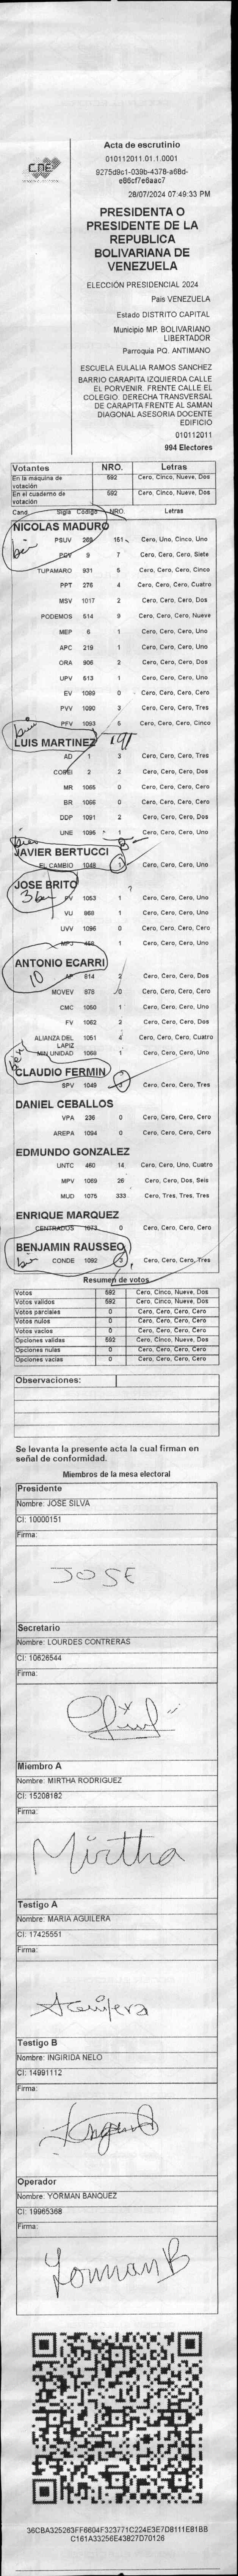 CNE
Acta de escrutinio
010112011.01.1.0001
9275d9c1-039b-4378-a68d-
e86cf7e6aac7
28/07/2024 07:49:33 PM
PRESIDENTA O
PRESIDENTE DE LA
REPUBLICA
BOLIVARIANA DE
VENEZUELA
ELECCIÓN PRESIDENCIAL 2024
País VENEZUELA
Estado DISTRITO CAPITAL
Municipio MP. BOLIVARIANO
LIBERTADOR
Parroquia PQ. ANTIMANO
ESCUELA EULALIA RAMOS SANCHEZ
BARRIO CARAPITA IZQUIERDA CALLE
EL PORVENIR. FRENTE CALLE EL
COLEGIO. DERECHA TRANSVERSAL
DE CARAPITA FRENTE AL SAMAN
DIAGONAL ASESORIA DOCENTE
EDIFICIO
010112011
994 Electores
Votantes NRO. Letras
En la máquina de votación 592 Cero, Cinco, Nueve, Dos
En el cuaderno de votación 592 Cero, Cinco, Nueve, Dos
Cand. Sigla Código NRO. Letras
NICOLAS MADURO
PSUV 268 151 Cero, Uno, Cinco, Uno
PCV 9 7 Cero, Cero, Cero, Siete
TUPAMARO 931 5 Cero, Cero, Cero, Cinco
PPT 276 4 Cero, Cero, Cero, Cuatro
MSV 1017 2 Cero, Cero, Cero, Dos
PODEMOS 514 9 Cero, Cero, Cero, Nueve
MEP 6 1 Cero, Cero, Cero, Uno
APC 219 1 Cero, Cero, Cero, Uno
ORA 906 2 Cero, Cero, Cero, Dos
UPV 513 1 Cero, Cero, Cero, Uno
EV 1089 0 Cero, Cero, Cero, Cero
PVV 1090 3 Cero, Cero, Cero, Tres
PFV 1093 5 Cero, Cero, Cero, Cinco
191
LUIS MARTINEZ
AD 1 3 Cero, Cero, Cero, Tres
COPEI 2 2 Cero, Cero, Cero, Dos
MR 1065 0 Cero, Cero, Cero, Cero
BR 1066 0 Cero, Cero, Cero, Cero
DDP 1091 2 Cero, Cero, Cero, Dos
UNE 1095 1 Cero, Cero, Cero, Uno
8
JAVIER BERTUCCI
EL CAMBIO 1048 1 Cero, Cero, Cero, Uno
JOSE BRITO
3
PV 1053 1 Cero, Cero, Cero, Uno
VU 868 1 Cero, Cero, Cero, Uno
UVV 1096 0 Cero, Cero, Cero, Cero
MPJ 458 1 Cero, Cero, Cero, Uno
ANTONIO ECARRI
10
AP 814 2 Cero, Cero, Cero, Dos
MOVEV 878 0 Cero, Cero, Cero, Cero
CMC 1050 1 Cero, Cero, Cero, Uno
FV 1062 2 Cero, Cero, Cero, Dos
ALIANZA DEL LAPIZ 1051 4 Cero, Cero, Cero, Cuatro
MIN UNIDAD 1068 1 Cero, Cero, Cero, Uno
CLAUDIO FERMIN
SPV 1049 3 Cero, Cero, Cero, Tres
DANIEL CEBALLOS
VPA 236 0 Cero, Cero, Cero, Cero
AREPA 1094 0 Cero, Cero, Cero, Cero
EDMUNDO GONZALEZ
UNTC 460 14 Cero, Cero, Uno, Cuatro
MPV 1069 26 Cero, Cero, Dos, Seis
MUD 1075 333 Cero, Tres, Tres, Tres
ENRIQUE MARQUEZ
CENTRADOS 1073 0 Cero, Cero, Cero, Cero
BENJAMIN RAUSSEO
CONDE 1092 3 Cero, Cero, Cero, Tres
Resumen de votos
Votos 592 Cero, Cinco, Nueve, Dos
Votos validos 592 Cero, Cinco, Nueve, Dos
Votos parciales 0 Cero, Cero, Cero, Cero
Votos nulos 0 Cero, Cero, Cero, Cero
Votos vacíos 0 Cero, Cero, Cero, Cero
Opciones validas 592 Cero, Cinco, Nueve, Dos
Opciones nulas 0 Cero, Cero, Cero, Cero
Opciones vacías 0 Cero, Cero, Cero, Cero
Observaciones:
Se levanta la presente acta la cual firman en
señal de conformidad.
Miembros de la mesa electoral
Presidente
Nombre: JOSE SILVA
CI: 10000151
Firma:
JOSE
Secretario
Nombre: LOURDES CONTRERAS
CI: 10626544
Firma:
Miembro A
Nombre: MIRTHA RODRIGUEZ
CI: 15208182
Firma:
Mirtha
Testigo A
Nombre: MARIA AGUILERA
CI: 17425551
Firma:
Testigo B
Nombre: INGIRIDA NELO
CI: 14991112
Firma:
Operador
Nombre: YORMAN BANQUEZ
CI: 19965368
Firma:
Yorman B
36CBA325263FF6604F323771C224E3E7D8111E81BB
C161A33256E43827D70126